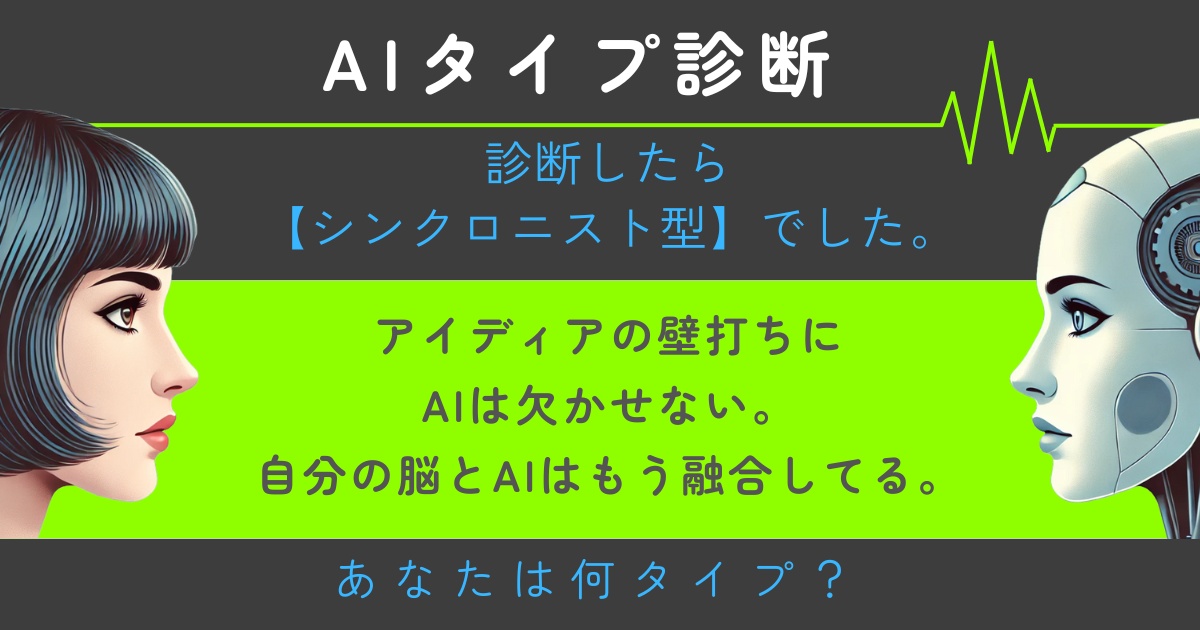 AIタイプ診断
診断したら
【シンクロニスト型】でした。
アイディアの壁打ちに
AIは欠かせない。
自分の脳とAIはもう融合してる。
あなたは何タイプ？